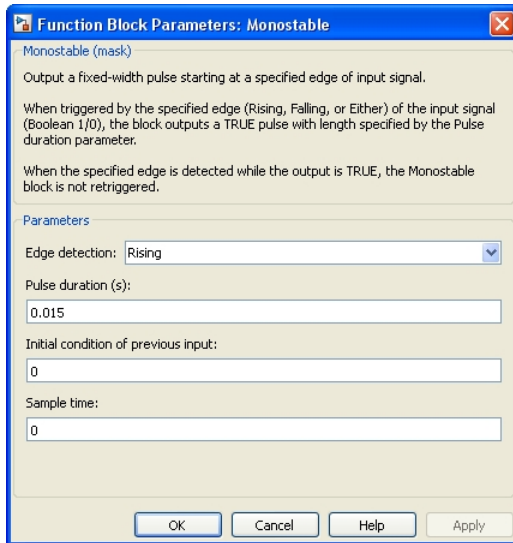 Function Block Parameters: Monostable
Monostable (mask)
Output a fixed-width pulse starting at a specified edge of input signal.
When triggered by the specified edge (Rising, Falling, or Either) of the input signal
(Boolean 1/0), the block outputs a TRUE pulse with length specified by the Pulse
duration parameter.
When the specified edge is detected while the output is TRUE, the Monostable
block is not retriggered.
Parameters
Edge detection: Rising
Pulse duration (s):
0.015
Initial condition of previous input:
0
Sample time:
0
OK Cancel Help Apply